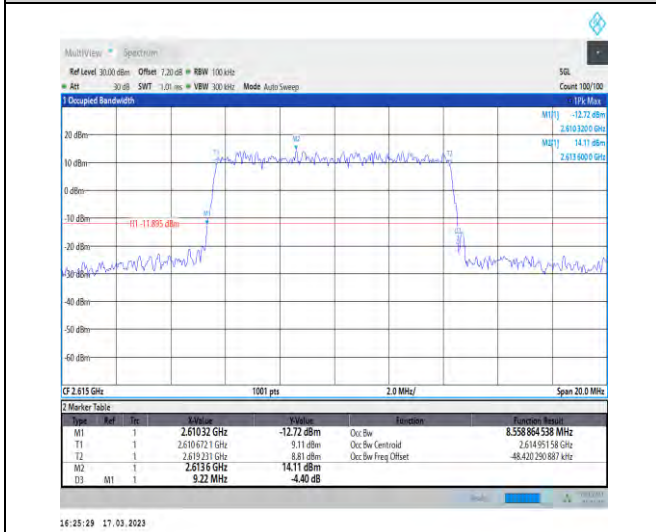 MultiView Spectrum
Ref Level 30.00 dBm Offset 7.20 dB RBW 100 kHz SGL
Att 30 dB SWT 1.01 ms VBW 300 kHz Mode Auto Sweep Count 100/100
1 Occupied Bandwidth 1Pk Max
M1[1] -12.72 dBm
2.610 320 0 GHz
M2[1] 14.11 dBm
2.613 600 0 GHz
20 dBm
M2
T1 T2
10 dBm
0 dBm
-10 dBm
M1
H1 -11.895 dBm
D3
-20 dBm
-30 dBm
-40 dBm
-50 dBm
-60 dBm
CF 2.615 GHz 1001 pts 2.0 MHz/ Span 20.0 MHz
2 Marker Table
Type Ref Trc X-Value Y-Value Function Function Result
M1 1 2.61032 GHz -12.72 dBm Occ Bw 8.558 864 538 MHz
T1 1 2.610 672 1 GHz 9.11 dBm Occ Bw Centroid 2.614 951 58 GHz
T2 1 2.619 231 GHz 8.81 dBm Occ Bw Freq Offset -48.420 290 887 kHz
M2 1 2.6136 GHz 14.11 dBm
D3 M1 1 9.22 MHz -4.40 dB
16:25:29 17.03.2023